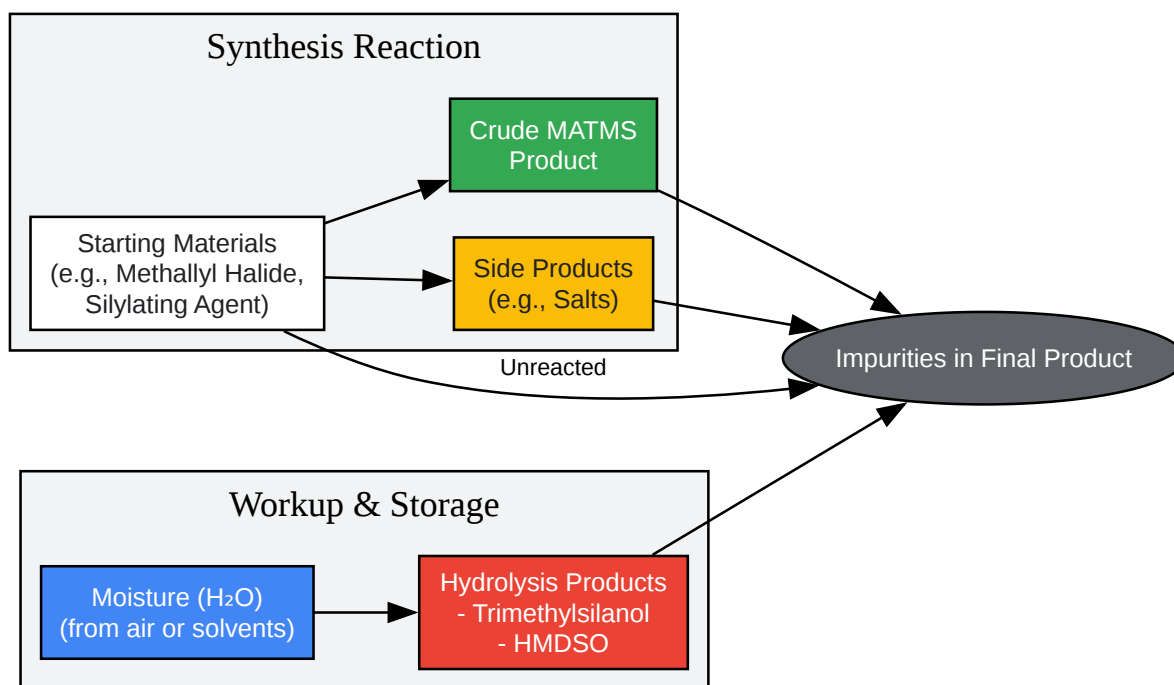 Synthesis Reaction
Crude MATMS
Product
Starting Materials
(e.g., Methallyl Halide,
Silylating Agent)
Side Products
(e.g., Salts)
Unreacted
Impurities in Final Product
Workup & Storage
Moisture (H₂O)
(from air or solvents)
Hydrolysis Products
- Trimethylsilanol
- HMDSO